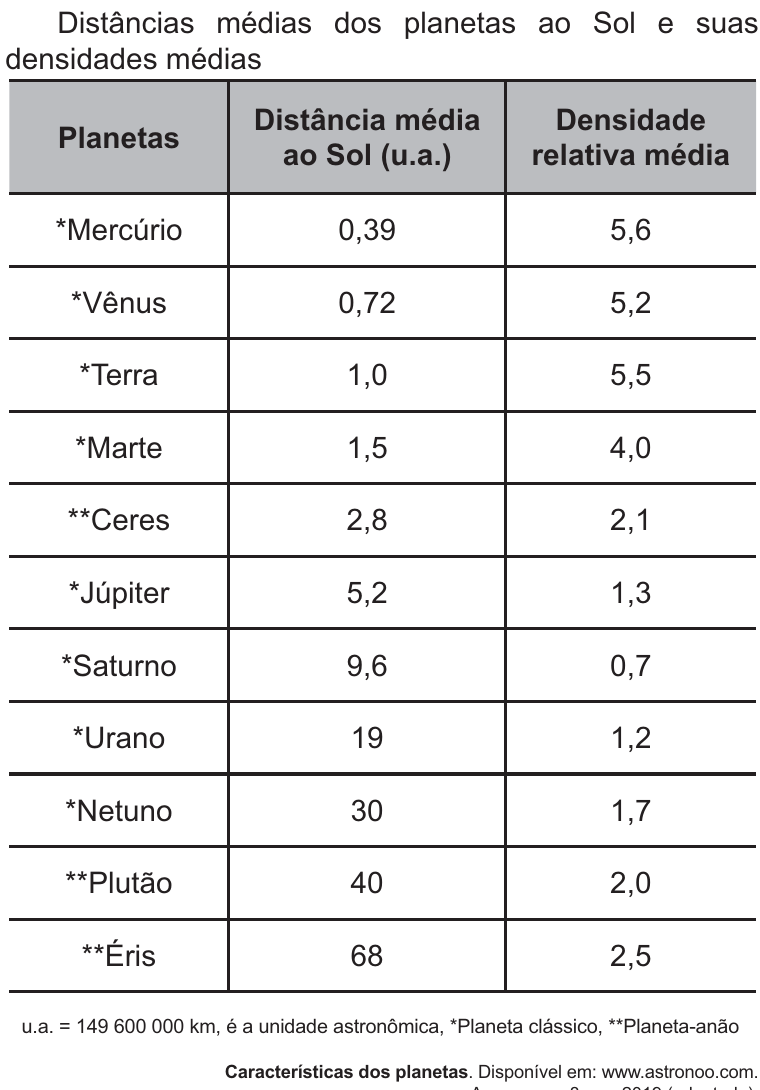 Distâncias médias dos planetas ao Sol e suas
densidades médias
Planetas
Distância média
ao Sol (u.a.)
Densidade
relativa média
*Mercúrio 0,39 5,6
*Vênus 0,72 5,2
*Terra 1,0 5,5
*Marte 1,5 4,0
**Ceres 2,8 2,1
*Júpiter 5,2 1,3
*Saturno 9,6 0,7
*Urano 19 1,2
*Netuno 30 1,7
**Plutão 40 2,0
**Éris 68 2,5
u.a. = 149 600 000 km, é a unidade astronômica, *Planeta clássico, **Planeta-anão
Características dos planetas. Disponível em: www.astronoo.com.